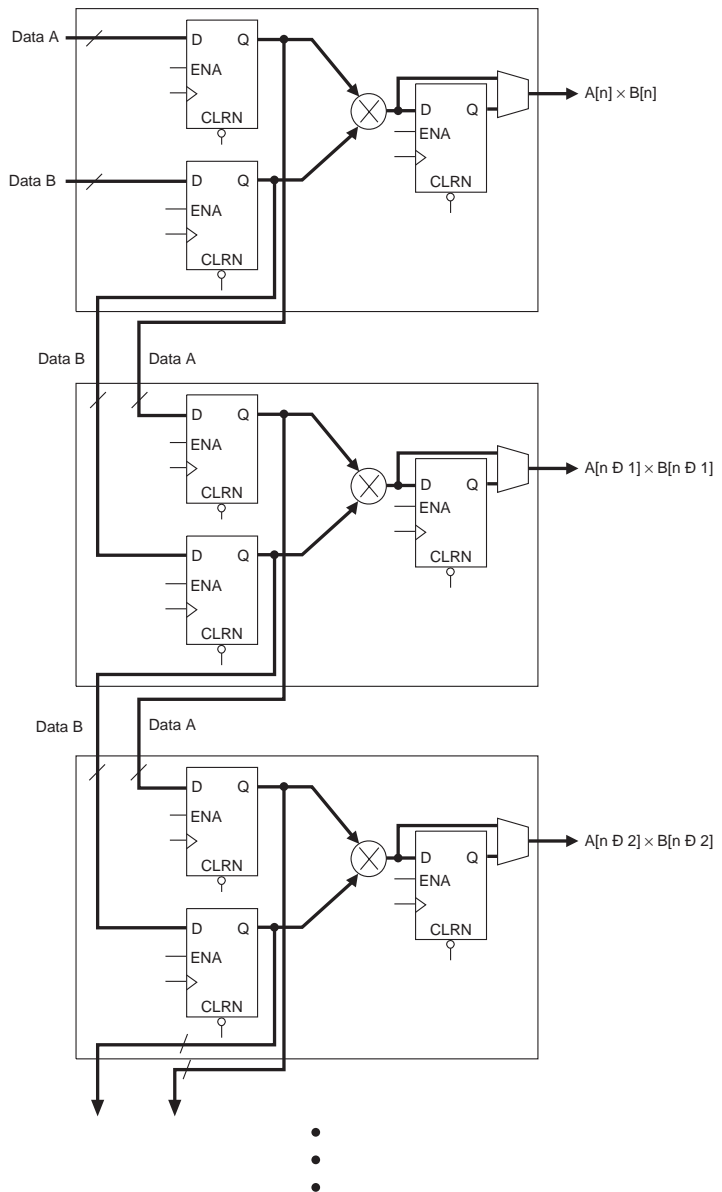 Data A
D Q
ENA
CLRN
D Q
ENA
CLRN
A[n] × B[n]
Data B
D Q
ENA
CLRN
Data B
Data A
D Q
ENA
CLRN
D Q
ENA
CLRN
A[n Ð 1] × B[n Ð 1]
D Q
ENA
CLRN
Data B
Data A
D Q
ENA
CLRN
D Q
ENA
CLRN
A[n Ð 2] × B[n Ð 2]
D Q
ENA
CLRN